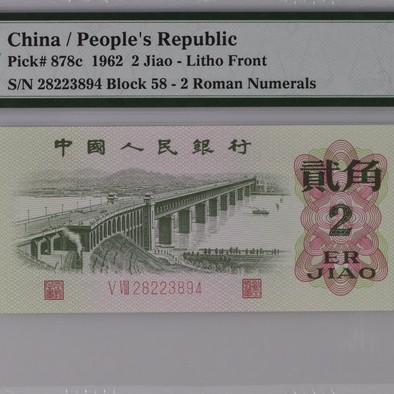 China / People's Republic
Pick# 878c 1962 2 Jiao - Litho Front
S/N 28223894 Block 58 - 2 Roman Numerals
中國人民銀行
貳角
2
ER
JIAO
V VIII 28223894